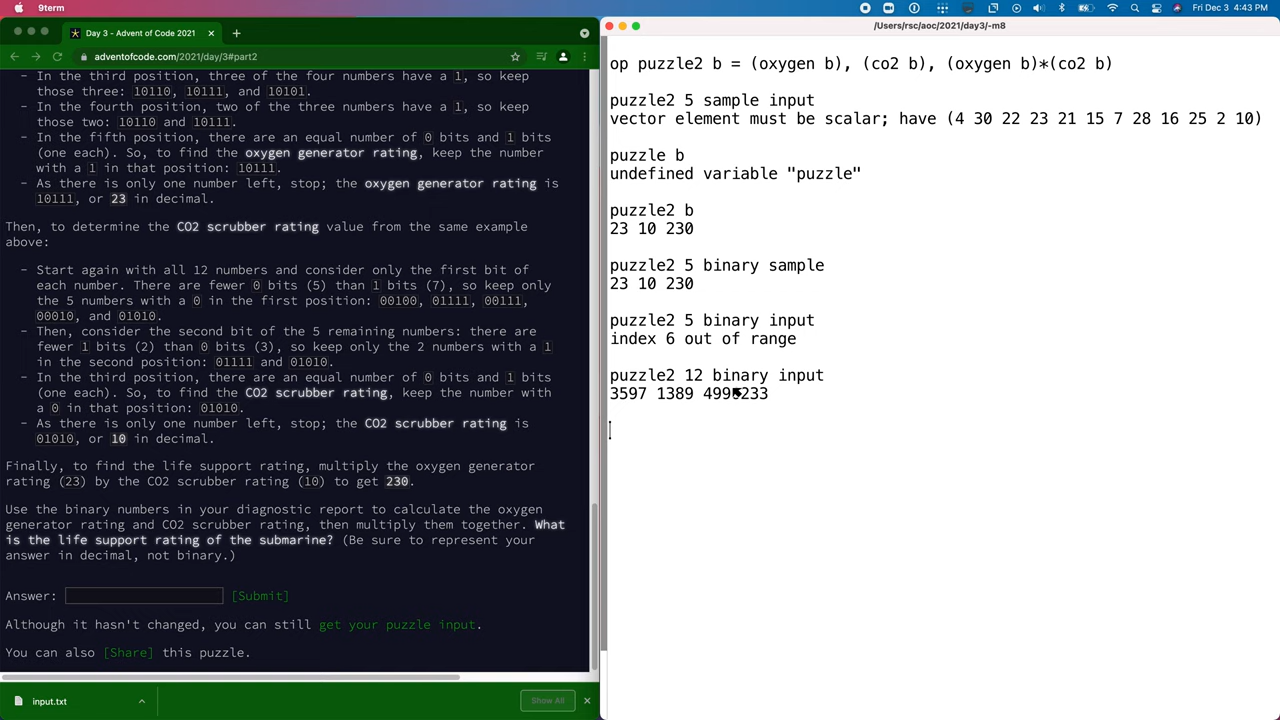 9term
Fri Dec 3 4:43 PM
Day 3 - Advent of Code 2021
adventofcode.com/2021/day/3#part2
- In the third position, three of the four numbers have a 1, so keep
those three: 10110, 10111, and 10101.
- In the fourth position, two of the three numbers have a 1, so keep
those two: 10110 and 10111.
- In the fifth position, there are an equal number of 0 bits and 1 bits
(one each). So, to find the oxygen generator rating, keep the number
with a 1 in that position: 10111.
- As there is only one number left, stop; the oxygen generator rating is
10111, or 23 in decimal.
Then, to determine the CO2 scrubber rating value from the same example
above:
- Start again with all 12 numbers and consider only the first bit of
each number. There are fewer 0 bits (5) than 1 bits (7), so keep only
the 5 numbers with a 0 in the first position: 00100, 01111, 00111,
00010, and 01010.
- Then, consider the second bit of the 5 remaining numbers: there are
fewer 1 bits (2) than 0 bits (3), so keep only the 2 numbers with a 1
in the second position: 01111 and 01010.
- In the third position, there are an equal number of 0 bits and 1 bits
(one each). So, to find the CO2 scrubber rating, keep the number with
a 0 in that position: 01010.
- As there is only one number left, stop; the CO2 scrubber rating is
01010, or 10 in decimal.
Finally, to find the life support rating, multiply the oxygen generator
rating (23) by the CO2 scrubber rating (10) to get 230.
Use the binary numbers in your diagnostic report to calculate the oxygen
generator rating and CO2 scrubber rating, then multiply them together. What
is the life support rating of the submarine? (Be sure to represent your
answer in decimal, not binary.)
Answer: [Submit]
Although it hasn't changed, you can still get your puzzle input.
You can also [Share] this puzzle.
input.txt
Show All
/Users/rsc/aoc/2021/day3/-m8
op puzzle2 b = (oxygen b), (co2 b), (oxygen b)*(co2 b)
puzzle2 5 sample input
vector element must be scalar; have (4 30 22 23 21 15 7 28 16 25 2 10)
puzzle b
undefined variable "puzzle"
puzzle2 b
23 10 230
puzzle2 5 binary sample
23 10 230
puzzle2 5 binary input
index 6 out of range
puzzle2 12 binary input
3597 1389